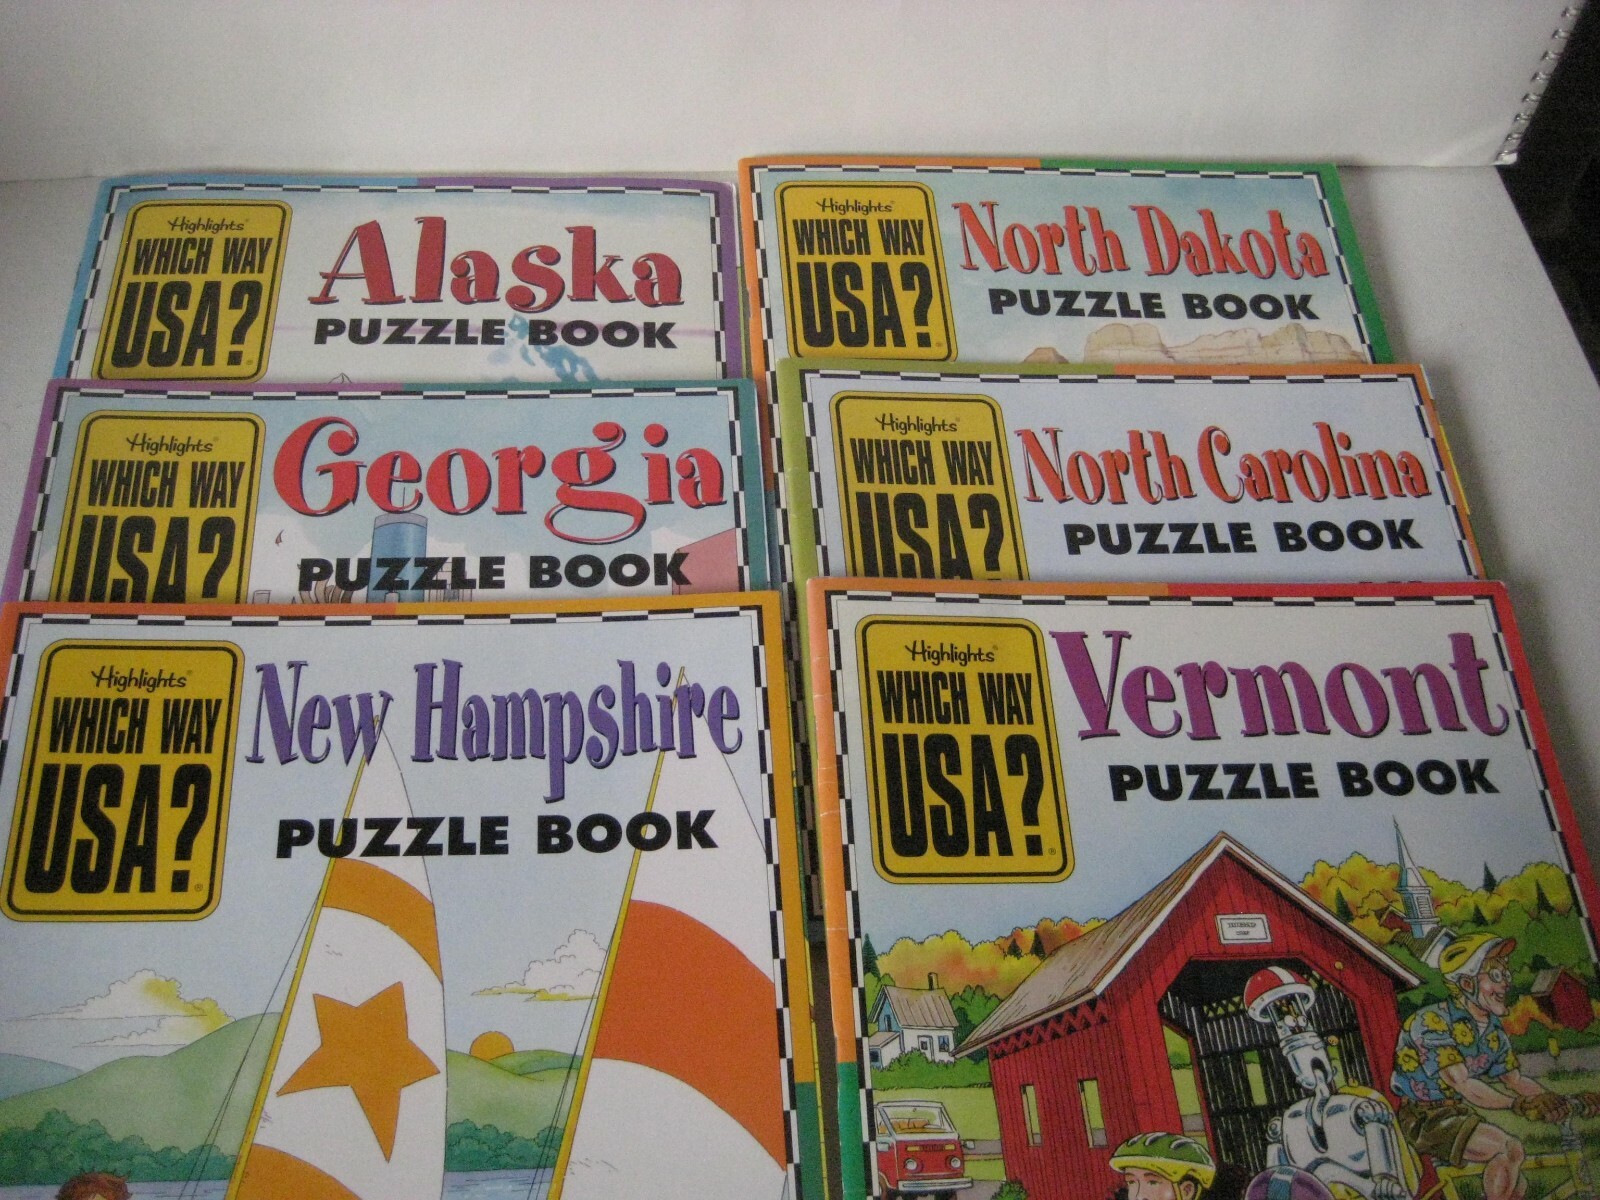 Highlights®
WHICH WAY
USA?®
Alaska
PUZZLE BOOK
Highlights®
WHICH WAY
USA?®
North Dakota
PUZZLE BOOK
Highlights®
WHICH WAY
USA?
Georgia
PUZZLE BOOK
Highlights®
WHICH WAY
USA?
North Carolina
PUZZLE BOOK
Highlights®
WHICH WAY
USA?®
New Hampshire
PUZZLE BOOK
Highlights®
WHICH WAY
USA?®
Vermont
PUZZLE BOOK